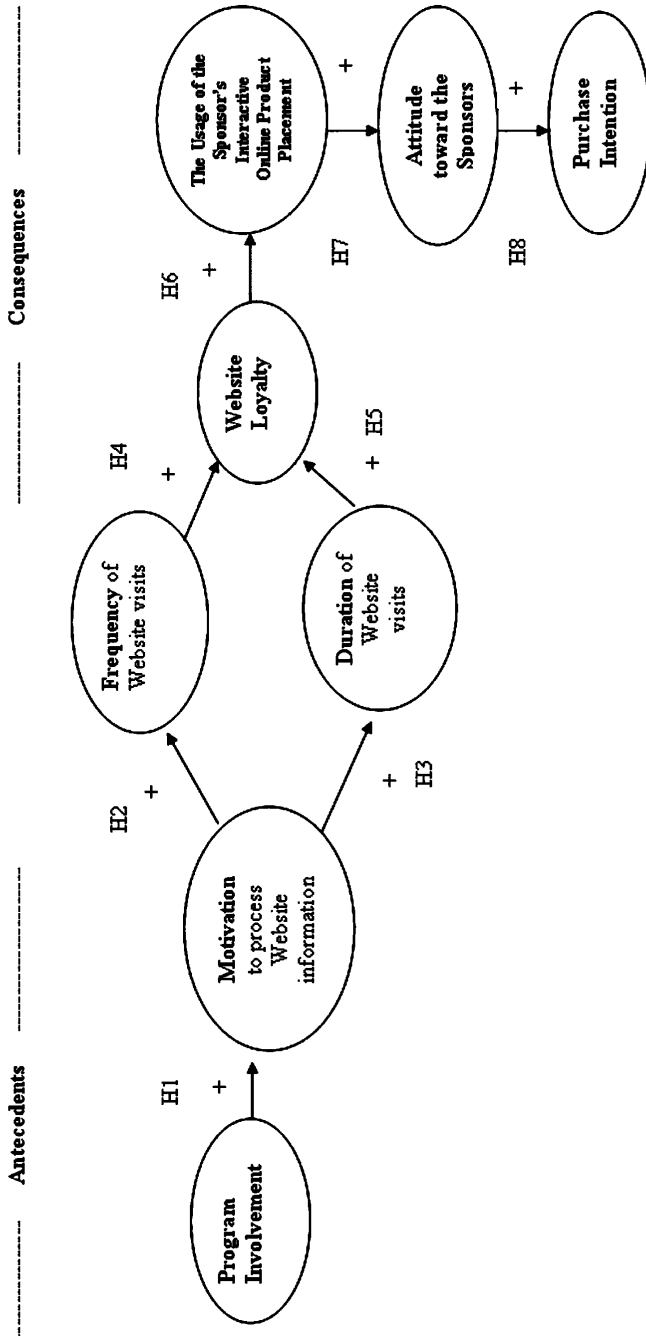 Antecedents
Consequences
Program
Involvement
H1
+
Motivation
to process
Website
information
H2
+
+
H3
Frequency of
Website visits
Duration of
Website
visits
H4
+
+ H5
Website
Loyalty
H6
+
The Usage of the
Sponsor's
Interactive
Online Product
Placement
H7
+
Attitude
toward the
Sponsors
H8
+
Purchase
Intention